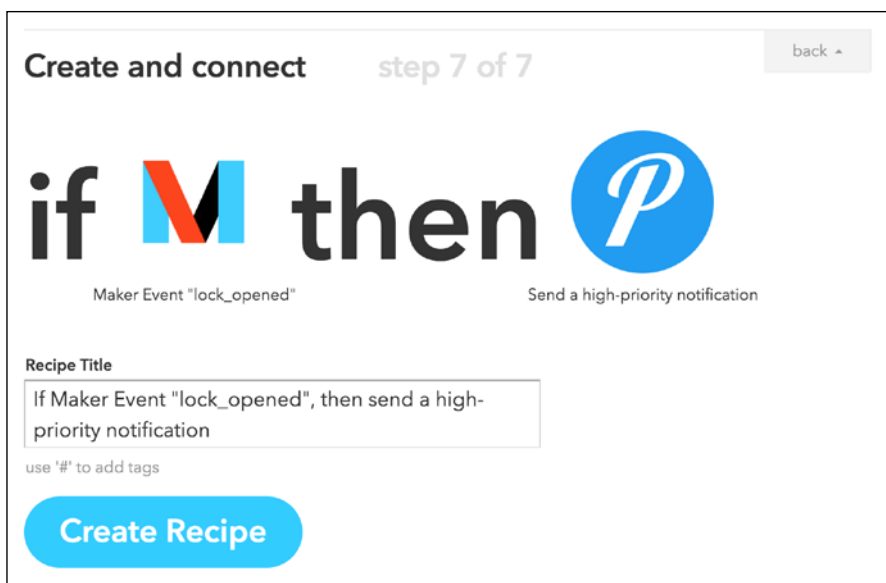 Create and connect step 7 of 7 back
if M then P
Maker Event "lock_opened" Send a high-priority notification
Recipe Title
If Maker Event "lock_opened", then send a high-
priority notification
use '#' to add tags
Create Recipe